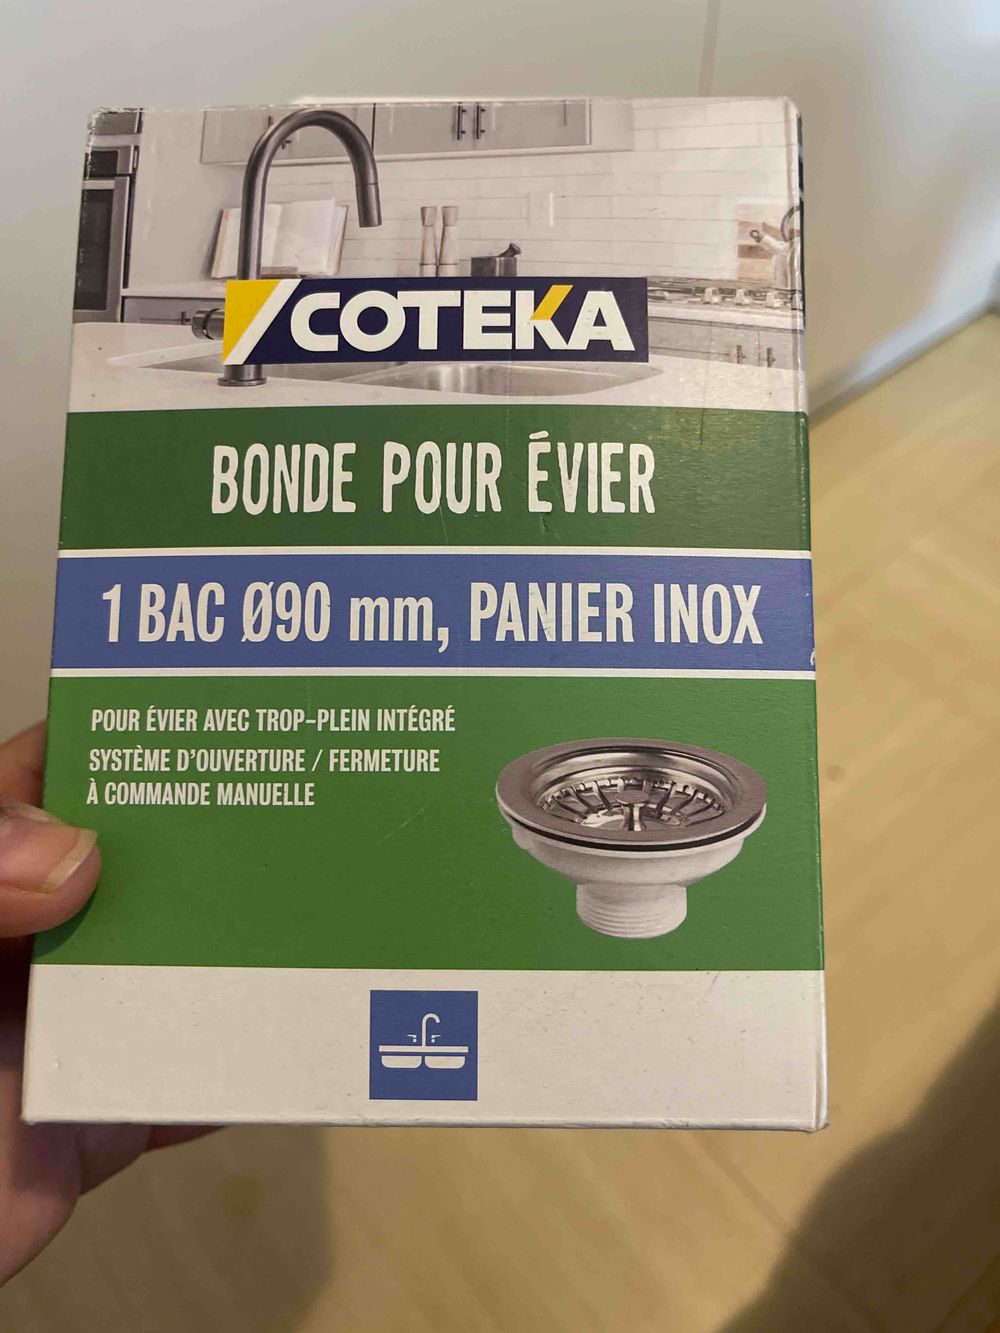 COTEKA
BONDE POUR ÉVIER
1 BAC Ø90 mm, PANIER INOX
POUR ÉVIER AVEC TROP-PLEIN INTÉGRÉ
SYSTÈME D'OUVERTURE / FERMETURE
À COMMANDE MANUELLE